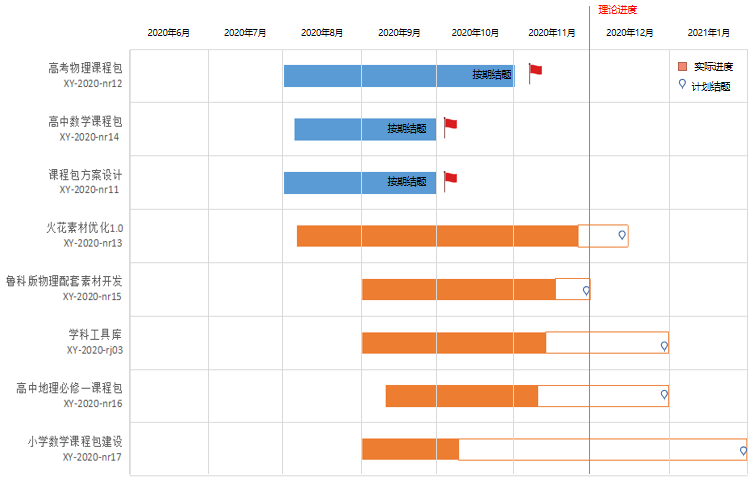 理论进度
2020年6月 2020年7月 2020年8月 2020年9月 2020年10月 2020年11月 2020年12月 2021年1月
高考物理课程包
XY-2020-nr12
按期结题
实际进度
计划结题
高中数学课程包
XY-2020-nr14
按期结题
课程包方案设计
XY-2020-nr11
按期结题
火花素材优化1.0
XY-2020-nr13
鲁科版物理配套素材开发
XY-2020-nr15
学科工具库
XY-2020-rj03
高中地理必修一课程包
XY-2020-nr16
小学数学课程包建设
XY-2020-nr17